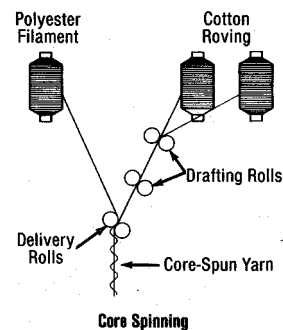 Polyester
Filament
Cotton
Roving
Drafting Rolls
Delivery
Rolls
Core-Spun Yarn
Core Spinning